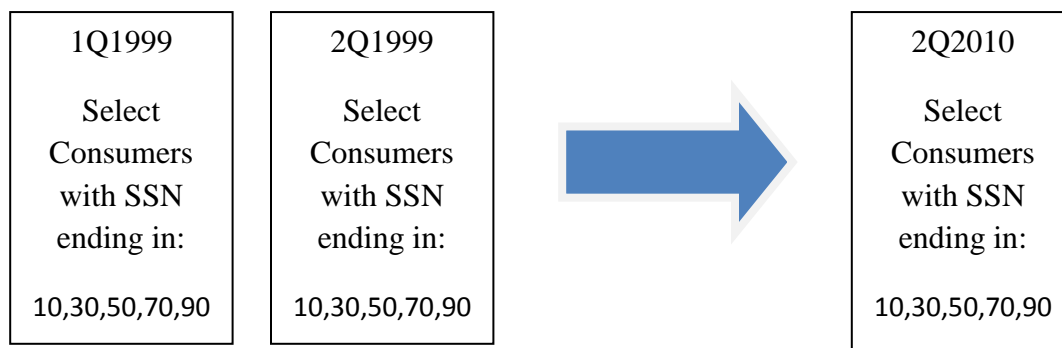 1Q1999
Select
Consumers
with SSN
ending in:
10,30,50,70,90
2Q1999
Select
Consumers
with SSN
ending in:
10,30,50,70,90
2Q2010
Select
Consumers
with SSN
ending in:
10,30,50,70,90